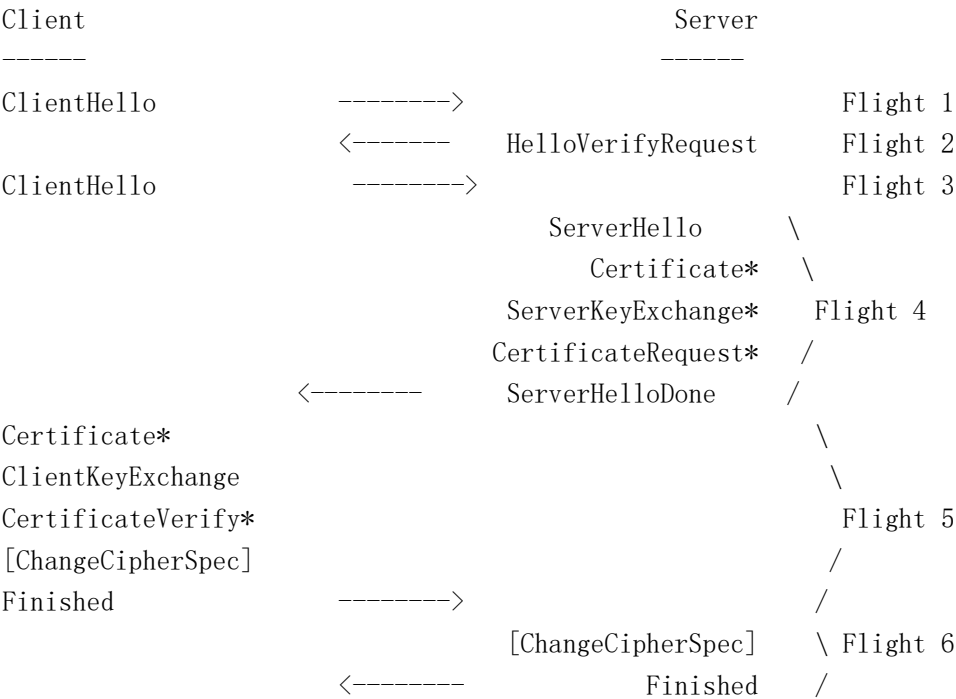 Client Server
------ ------
ClientHello --------> Flight 1
<------- HelloVerifyRequest Flight 2
ClientHello --------> Flight 3
ServerHello \
Certificate* \
ServerKeyExchange* Flight 4
CertificateRequest* /
<-------- ServerHelloDone /
Certificate* \
ClientKeyExchange \
CertificateVerify* Flight 5
[ChangeCipherSpec] /
Finished --------> /
[ChangeCipherSpec] \ Flight 6
<-------- Finished /